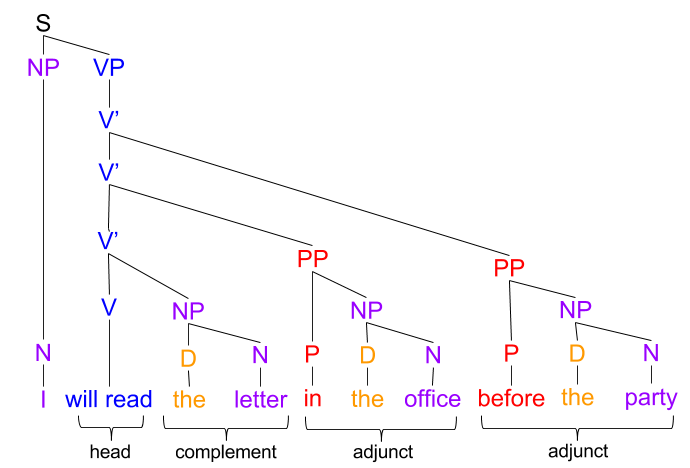 S
NP VP
V’
V’
V’ PP PP
V NP NP NP
N D N P D N P D N
I will read the letter in the office before the party
head complement adjunct adjunct